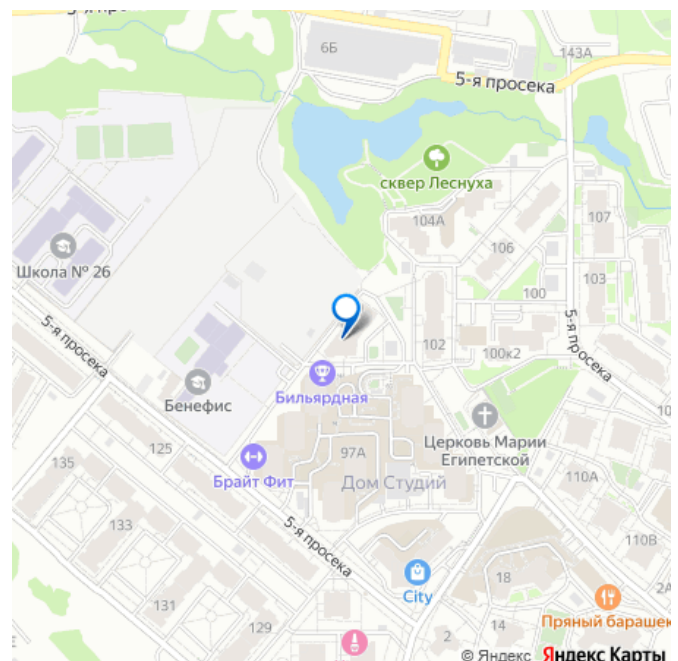 5-я просека
6Б
143А
5-я просека
сквер Леснуха
104А
107
106
Школа № 26
103
100
5-я просека
5-я просека
102
100к2
Бильярдная
Бенефис
Церковь Марии
Египетской
125
97А
135
Брайт Фит
Дом Студий
110А
133
5-я просека
110В
City
18
2А
131
Пряный барашек
129
2
14
© Яндекс Яндекс Карты